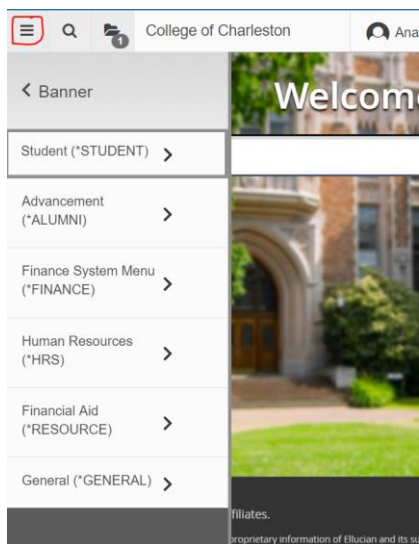 1
College of Charleston
Ana
Banner
Welcome
Student (*STUDENT)
Advancement
(*ALUMNI)
Finance System Menu
(*FINANCE)
Human Resources
(*HRS)
Financial Aid
(*RESOURCE)
General (*GENERAL)
filiates.
proprietary information of Ellucian and its su